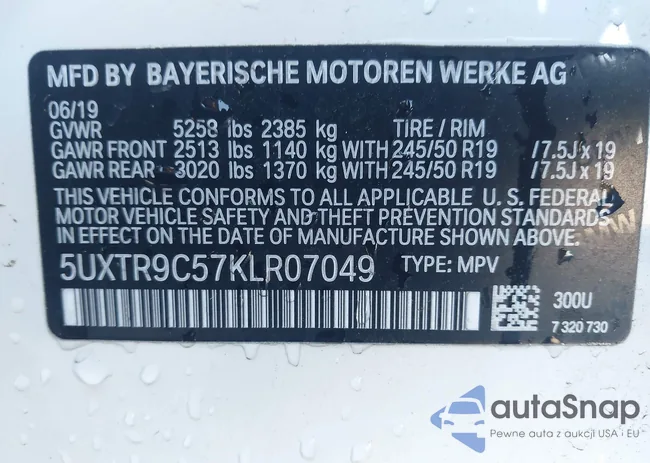 MFD BY BAYERISCHE MOTOREN WERKE AG
06/19
GVWR 5258 lbs 2385 kg TIRE / RIM
GAWR FRONT 2513 lbs 1140 kg WITH 245/50 R19 /7.5J x 19
GAWR REAR 3020 lbs 1370 kg WITH 245/50 R19 /7.5J x 19
THIS VEHICLE CONFORMS TO ALL APPLICABLE U. S. FEDERAL
MOTOR VEHICLE SAFETY AND THEFT PREVENTION STANDARDS
IN EFFECT ON THE DATE OF MANUFACTURE SHOWN ABOVE.
5UXTR9C57KLR07049 TYPE: MPV
300U
7 320 730
autaSnap
Pewne auta z aukcji USA i EU